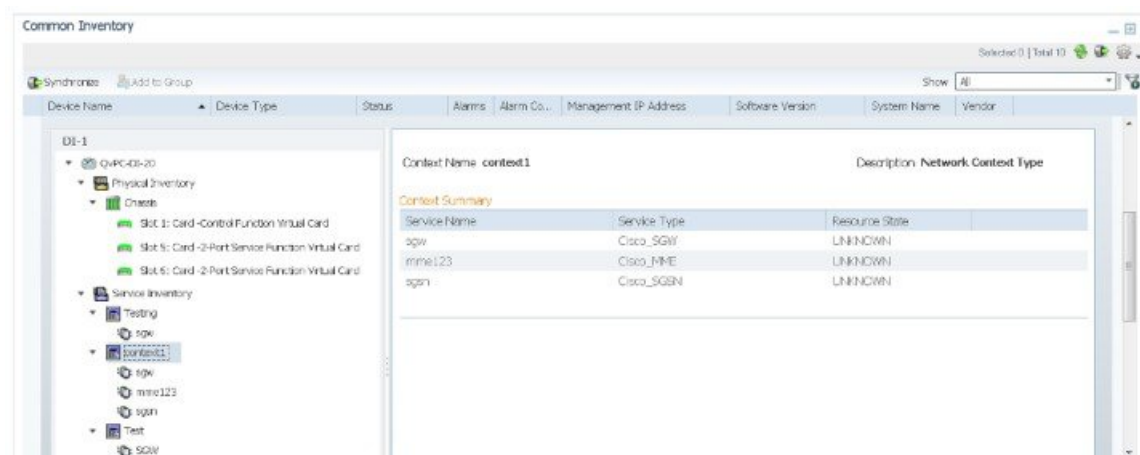 Common Inventory
Selected 0 | Total 10
Synchronize Add to Group Show All
Device Name Device Type Status Alarms Alarm Co... Management IP Address Software Version System Name Vendor
DI-1
QvPC-DI-20
Physical Inventory
Chassis
Slot 1: Card -Control Function Virtual Card
Slot 5: Card -2-Port Service Function Virtual Card
Slot 6: Card -2-Port Service Function Virtual Card
Service Inventory
Testing
sgw
context1
sgw
mme123
sgsn
Test
SGW
Context Name context1 Description Network Context Type
Context Summary
Service Name Service Type Resource State
sgw Cisco_SGW UNKNOWN
mme123 Cisco_MME UNKNOWN
sgsn Cisco_SGSN UNKNOWN